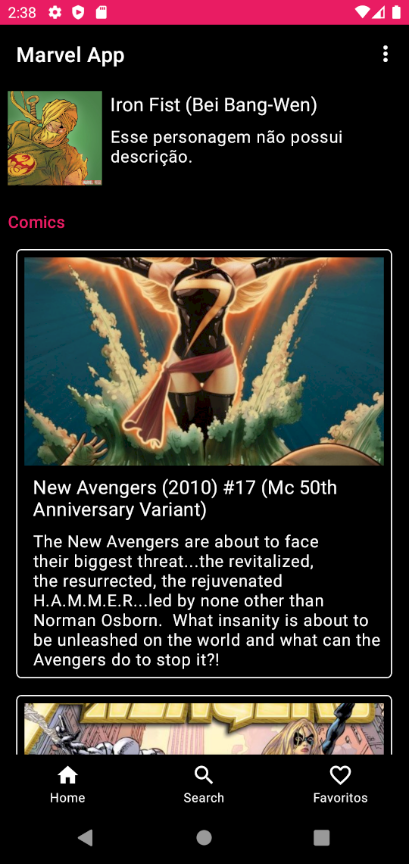 2:38
Marvel App
Iron Fist (Bei Bang-Wen)
Esse personagem não possui
descrição.
Comics
New Avengers (2010) #17 (Mc 50th
Anniversary Variant)
The New Avengers are about to face
their biggest threat...the revitalized,
the resurrected, the rejuvenated
H.A.M.M.E.R...led by none other than
Norman Osborn.  What insanity is about to
be unleashed on the world and what can the
Avengers do to stop it?!
Home Search Favoritos